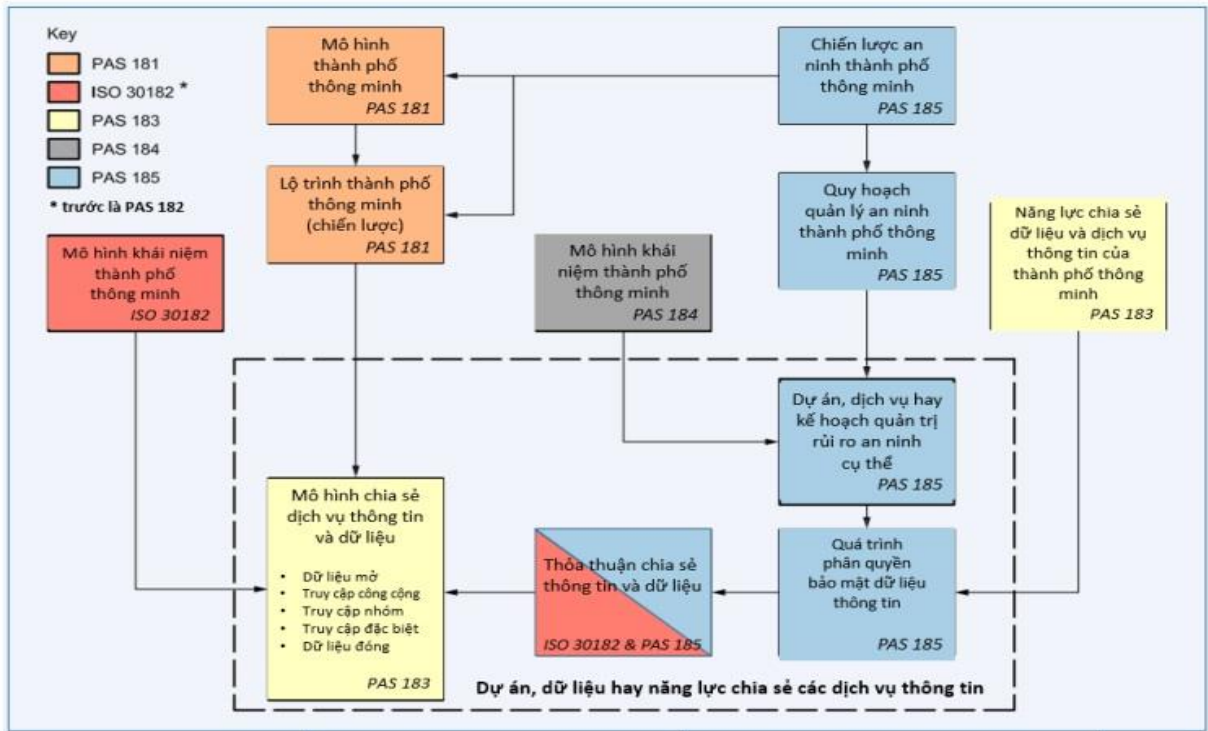 Key
PAS 181
ISO 30182 *
PAS 183
PAS 184
PAS 185
* trước là PAS 182
Mô hình
thành phố
thông minh
PAS 181
Chiến lược an
ninh thành phố
thông minh
PAS 185
Lộ trình thành phố
thông minh
(chiến lược)
PAS 181
Quy hoạch
quản lý an ninh
thành phố thông
minh
PAS 185
Năng lực chia sẻ
dữ liệu và dịch vụ
thông tin của
thành phố thông
minh
PAS 183
Mô hình khái niệm
thành phố
thông minh
ISO 30182
Mô hình khái
niệm thành phố
thông minh
PAS 184
Dự án, dịch vụ hay
kế hoạch quản trị
rủi ro an ninh
cụ thể
PAS 185
Mô hình chia sẻ
dịch vụ thông tin
và dữ liệu
• Dữ liệu mở
• Truy cập công cộng
• Truy cập nhóm
• Truy cập đặc biệt
• Dữ liệu đóng
PAS 183
Thỏa thuận chia sẻ
thông tin và dữ liệu
ISO 30182 & PAS 185
Quá trình
phân quyền
bảo mật dữ liệu
thông tin
PAS 185
Dự án, dữ liệu hay năng lực chia sẻ các dịch vụ thông tin